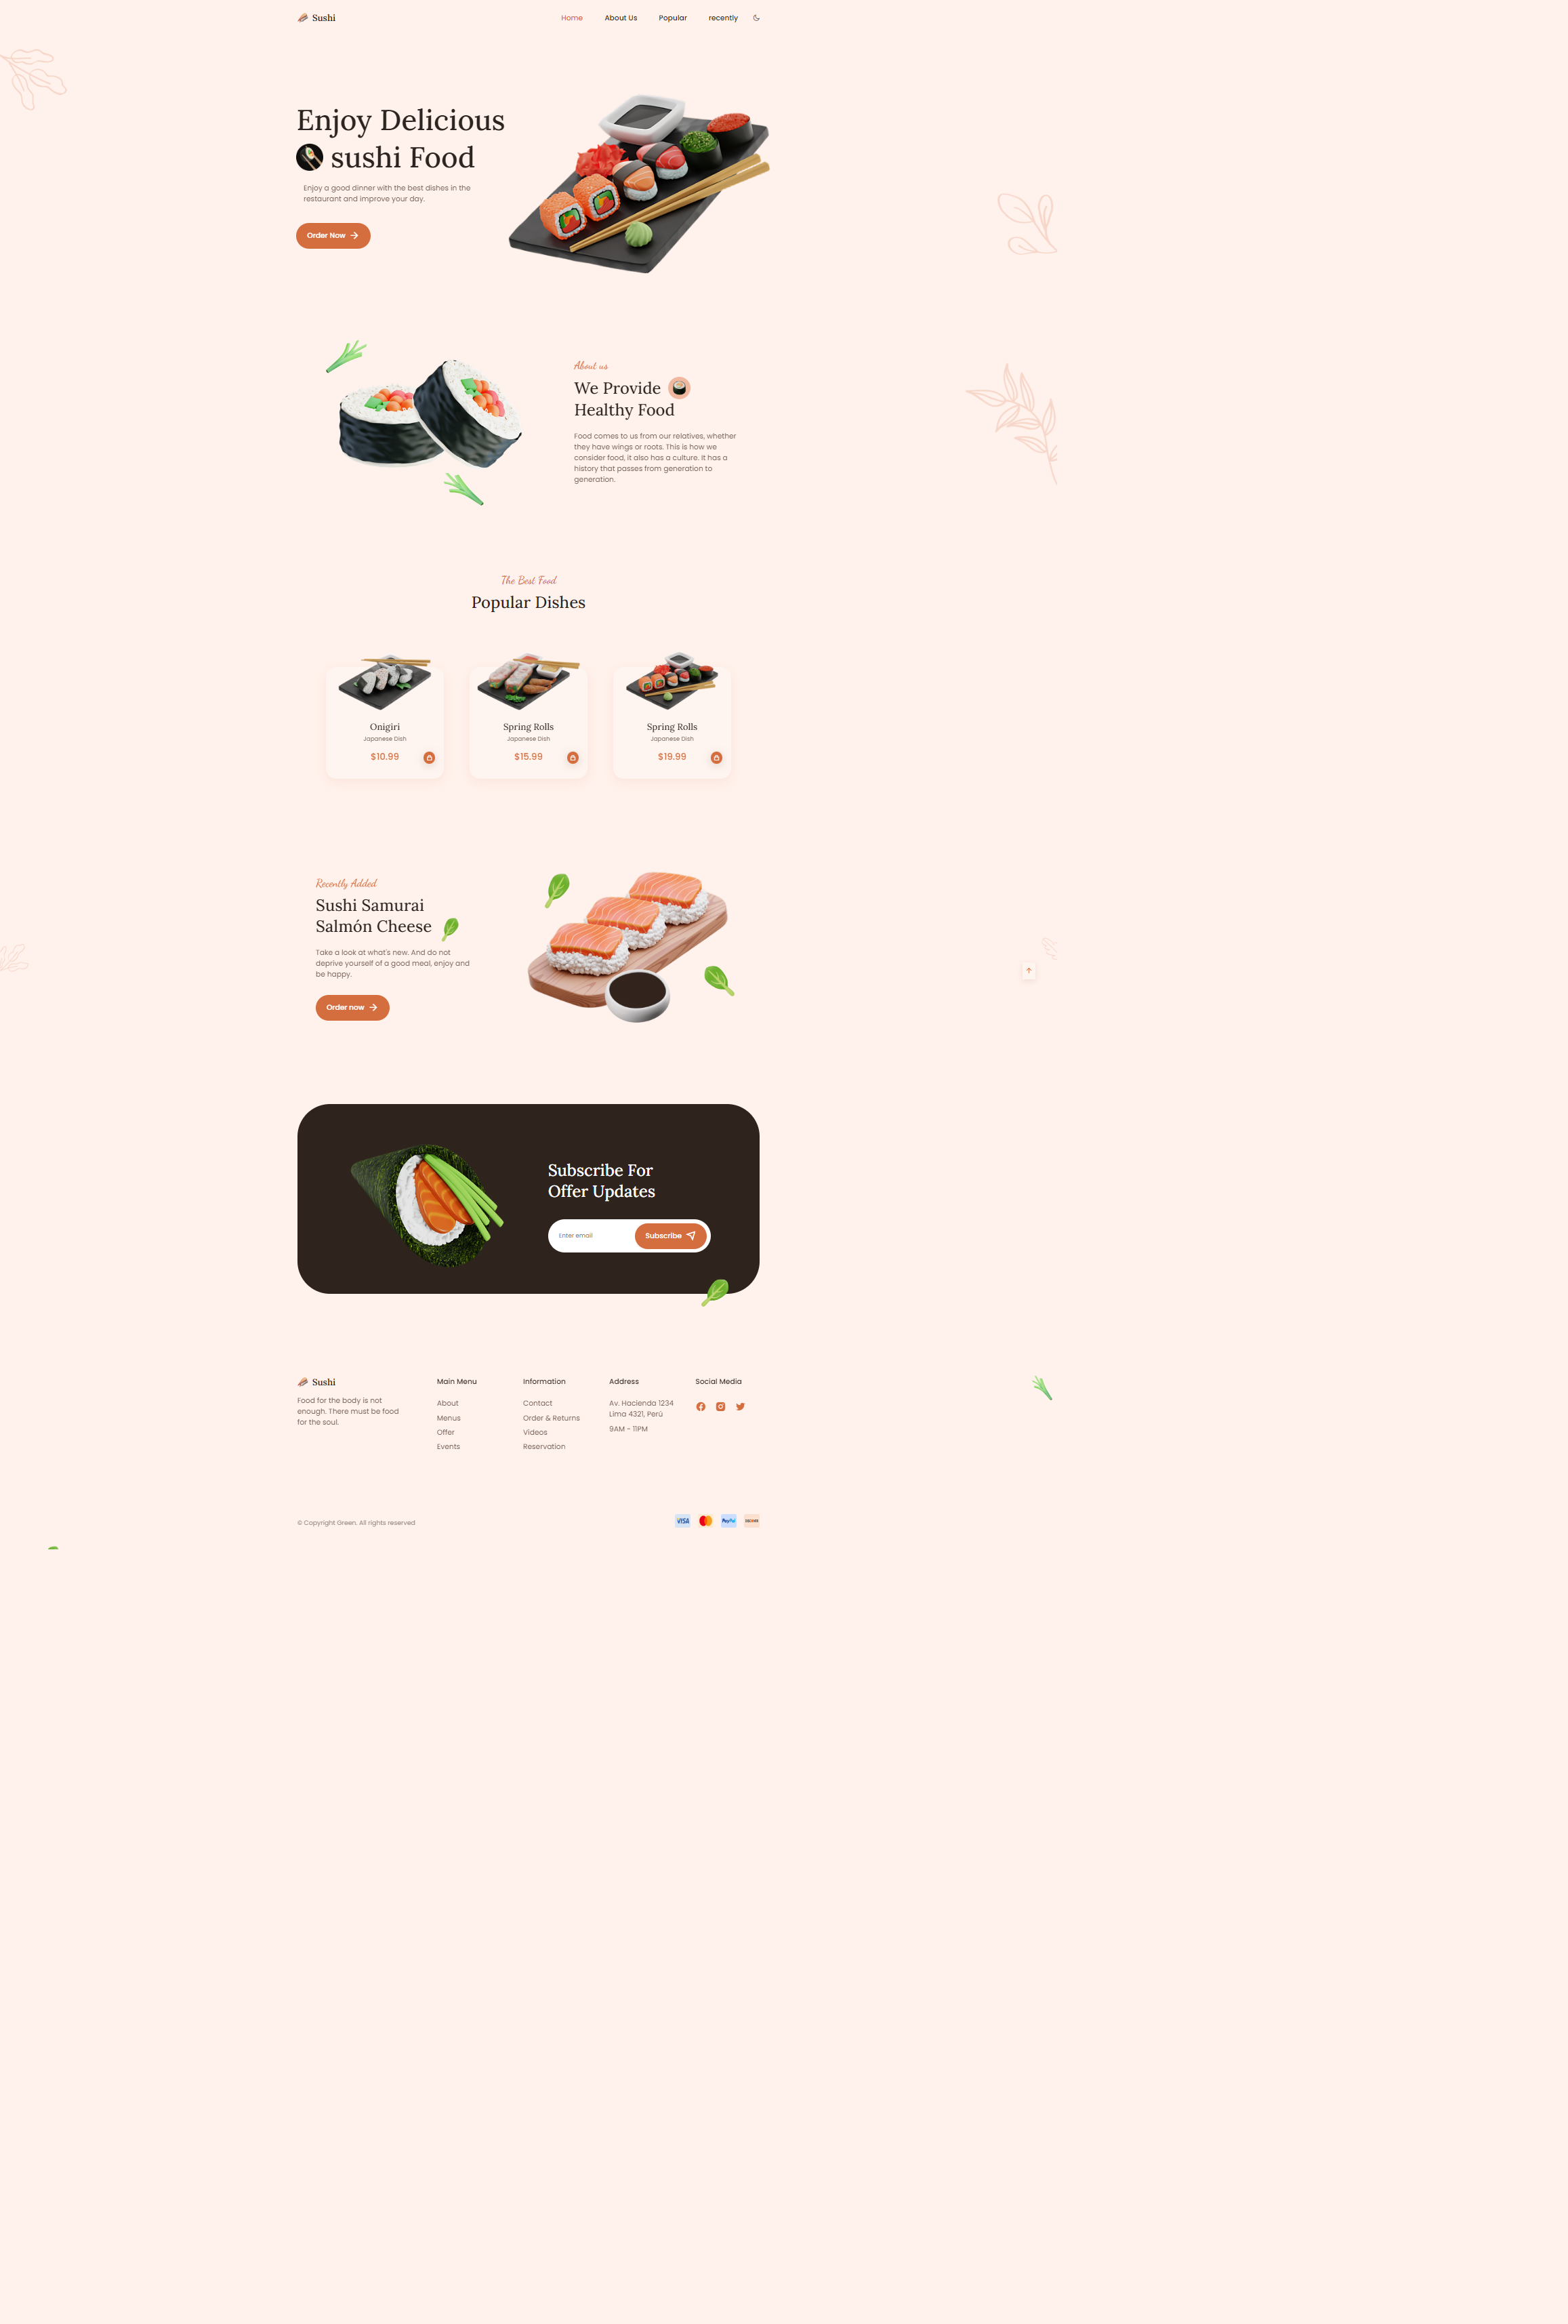 Sushi
Home
About Us
Popular
recently
Enjoy Delicious
sushi Food
Enjoy a good dinner with the best dishes in the
restaurant and improve your day.
Order Now
About us
We Provide
Healthy Food
Food comes to us from our relatives, whether
they have wings or roots. This is how we
consider food, it also has a culture. It has a
history that passes from generation to
generation.
The Best Food
Popular Dishes
Onigiri
Japanese Dish
$10.99
Spring Rolls
Japanese Dish
$15.99
Spring Rolls
Japanese Dish
$19.99
Recently Added
Sushi Samurai
Salmón Cheese
Take a look at what's new. And do not
deprive yourself of a good meal, enjoy and
be happy.
Order now
Subscribe For
Offer Updates
Enter email
Subscribe
Sushi
Food for the body is not
enough. There must be food
for the soul.
Main Menu
About
Menus
Offer
Events
Information
Contact
Order & Returns
Videos
Reservation
Address
Av. Hacienda 1234
Lima 4321, Perú
9AM - 11PM
Social Media
© Copyright Green. All rights reserved
VISA
PayPal
DISCOVER